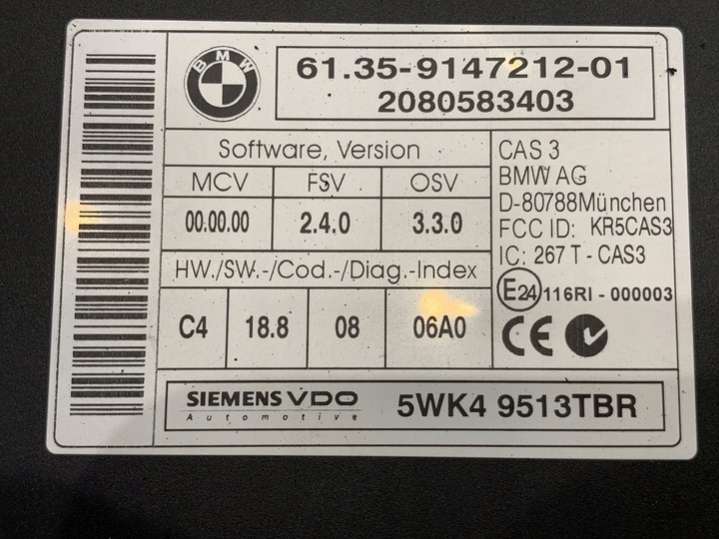 BMW
61.35-9147212-01
2080583403
Software, Version
MCV FSV OSV
00.00.00 2.4.0 3.3.0
HW./SW.-/Cod.-/Diag.-Index
C4 18.8 08 06A0
CAS 3
BMW AG
D-80788München
FCC ID: KR5CAS3
IC: 267 T - CAS3
E24 116RI - 000003
CE
SIEMENS VDO
Automotive
5WK4 9513TBR